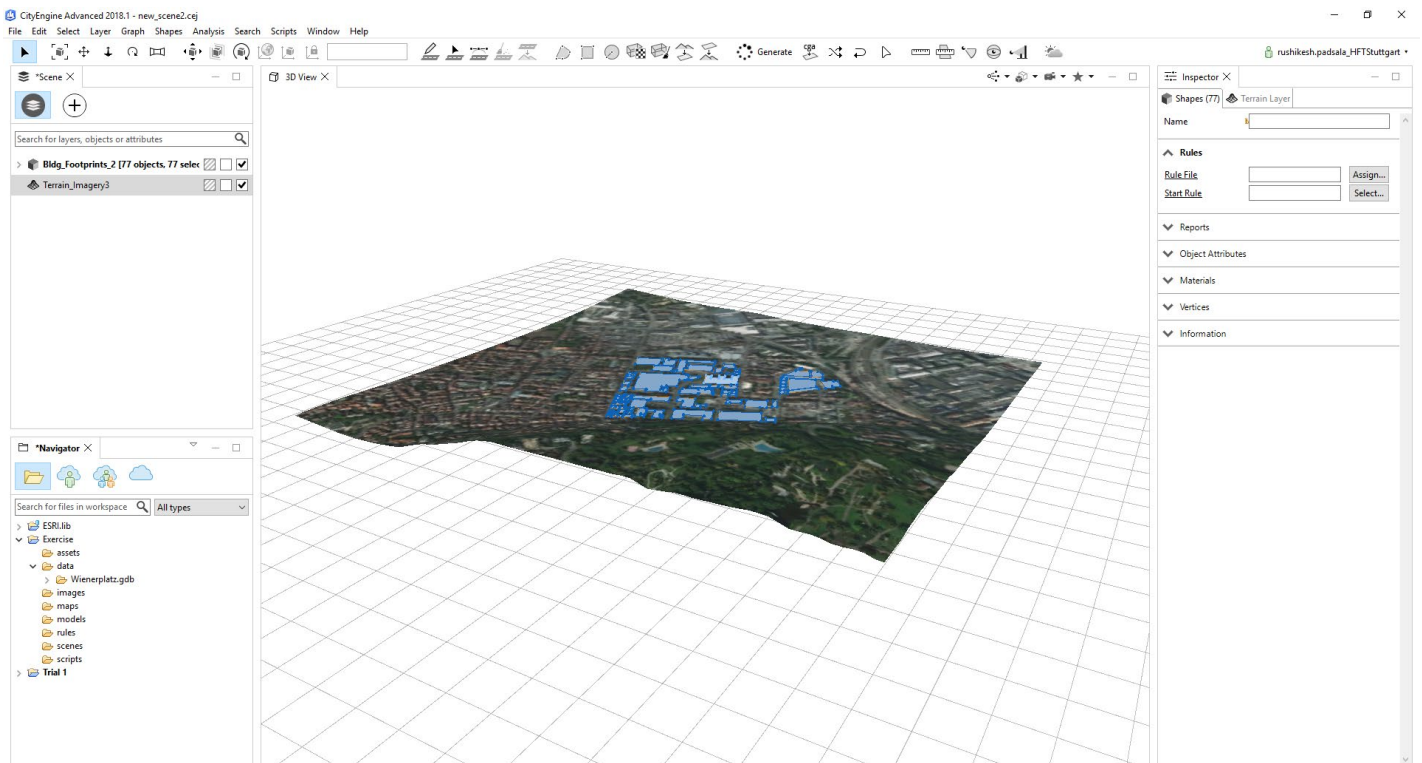 CityEngine Advanced 2018.1 - new_scene2.cej
File Edit Select Layer Graph Shapes Analysis Search Scripts Window Help
Generate
rushikesh.padsala_HFTStuttgart
*Scene
Search for layers, objects or attributes
Bldg_Footprints_2 [77 objects, 77 selec
Terrain_Imagery3
*Navigator
Search for files in workspace All types
ESRI.lib
Exercise
assets
data
Wienerplatz.gdb
images
maps
models
rules
scenes
scripts
Trial 1
3D View
Inspector
Shapes (77) Terrain Layer
Name
Rules
Rule File Assign...
Start Rule Select...
Reports
Object Attributes
Materials
Vertices
Information